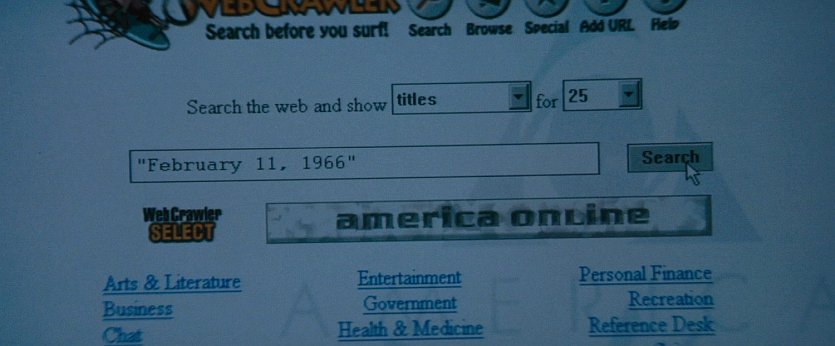 WEBCRAWLER
Search before you surf! Search Browse Special Add URL Help
Search the web and show titles for 25
"February 11, 1966" Search
WebCrawler
SELECT
america online
Arts & Literature Entertainment Personal Finance
Business Government Recreation
Chat Health & Medicine Reference Desk
AMERICA